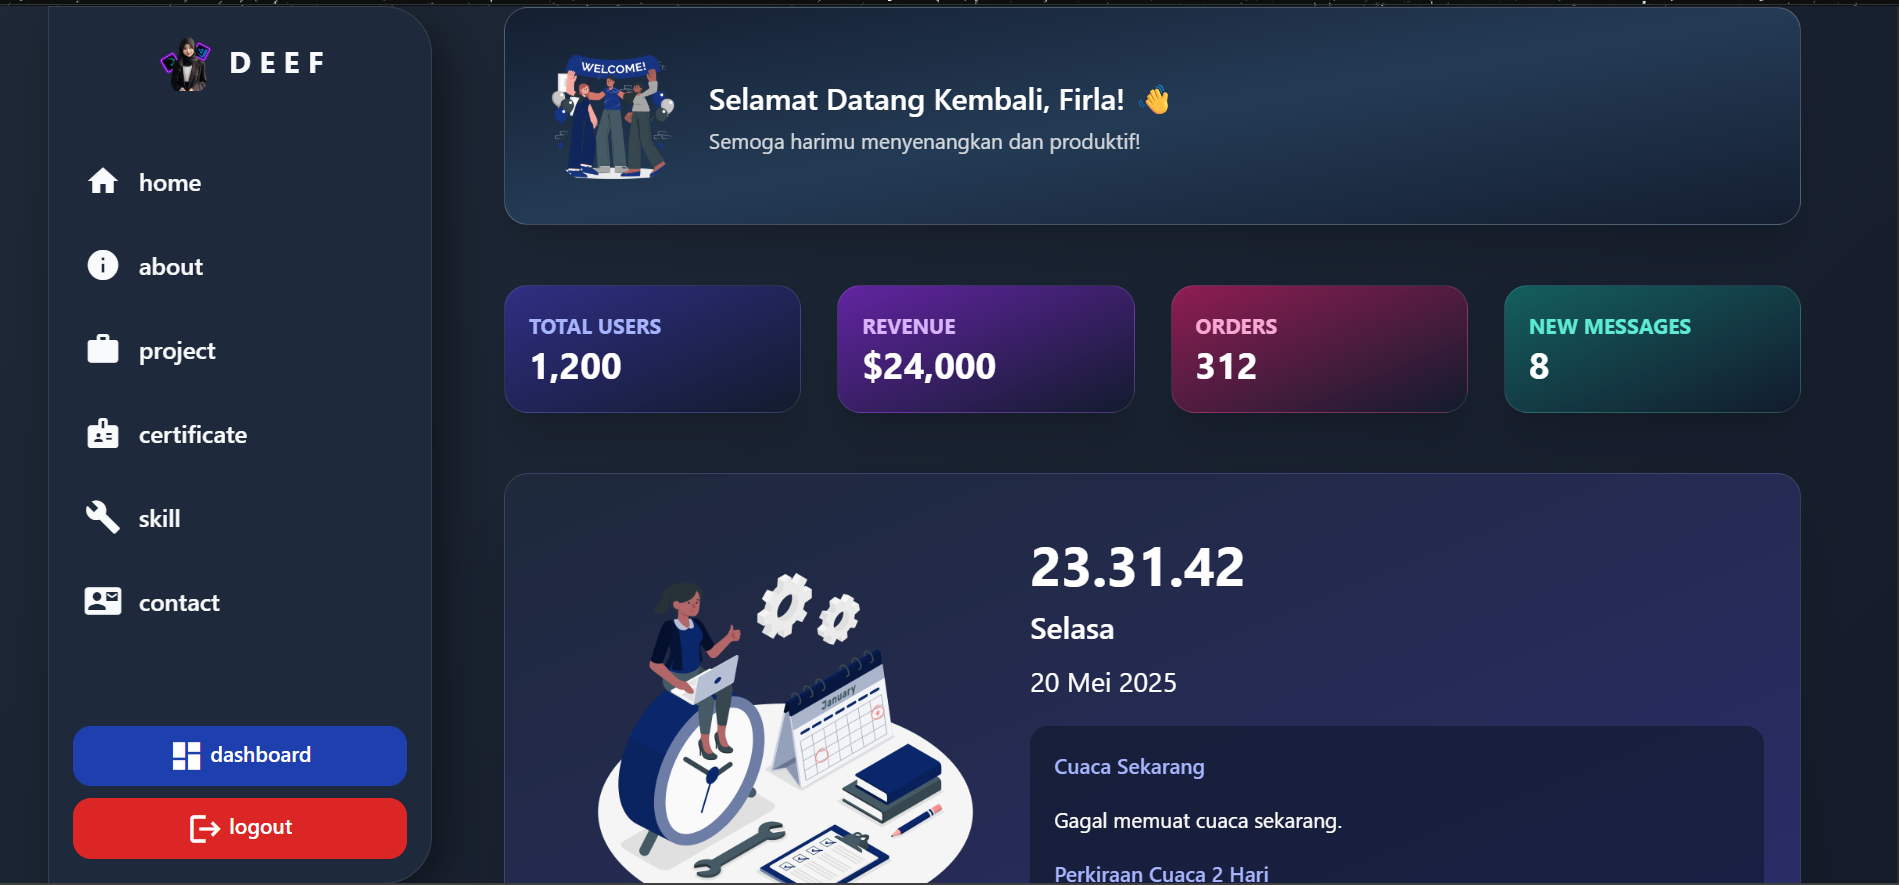 DEEF
home
about
project
certificate
skill
contact
dashboard
logout
WELCOME!
Selamat Datang Kembali, Firla! 👋
Semoga harimu menyenangkan dan produktif!
TOTAL USERS
1,200
REVENUE
$24,000
ORDERS
312
NEW MESSAGES
8
January
23.31.42
Selasa
20 Mei 2025
Cuaca Sekarang
Gagal memuat cuaca sekarang.
Perkiraan Cuaca 2 Hari